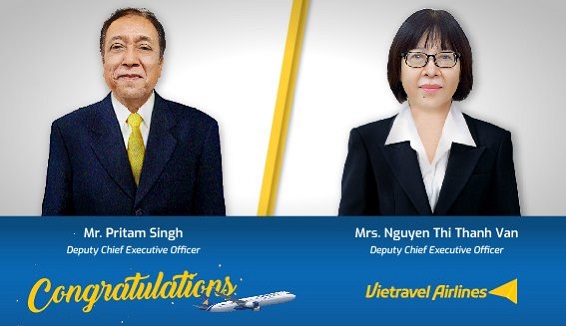 Mr. Pritam Singh
Deputy Chief Executive Officer
Mrs. Nguyen Thi Thanh Van
Deputy Chief Executive Officer
Congratulations
Vietravel Airlines